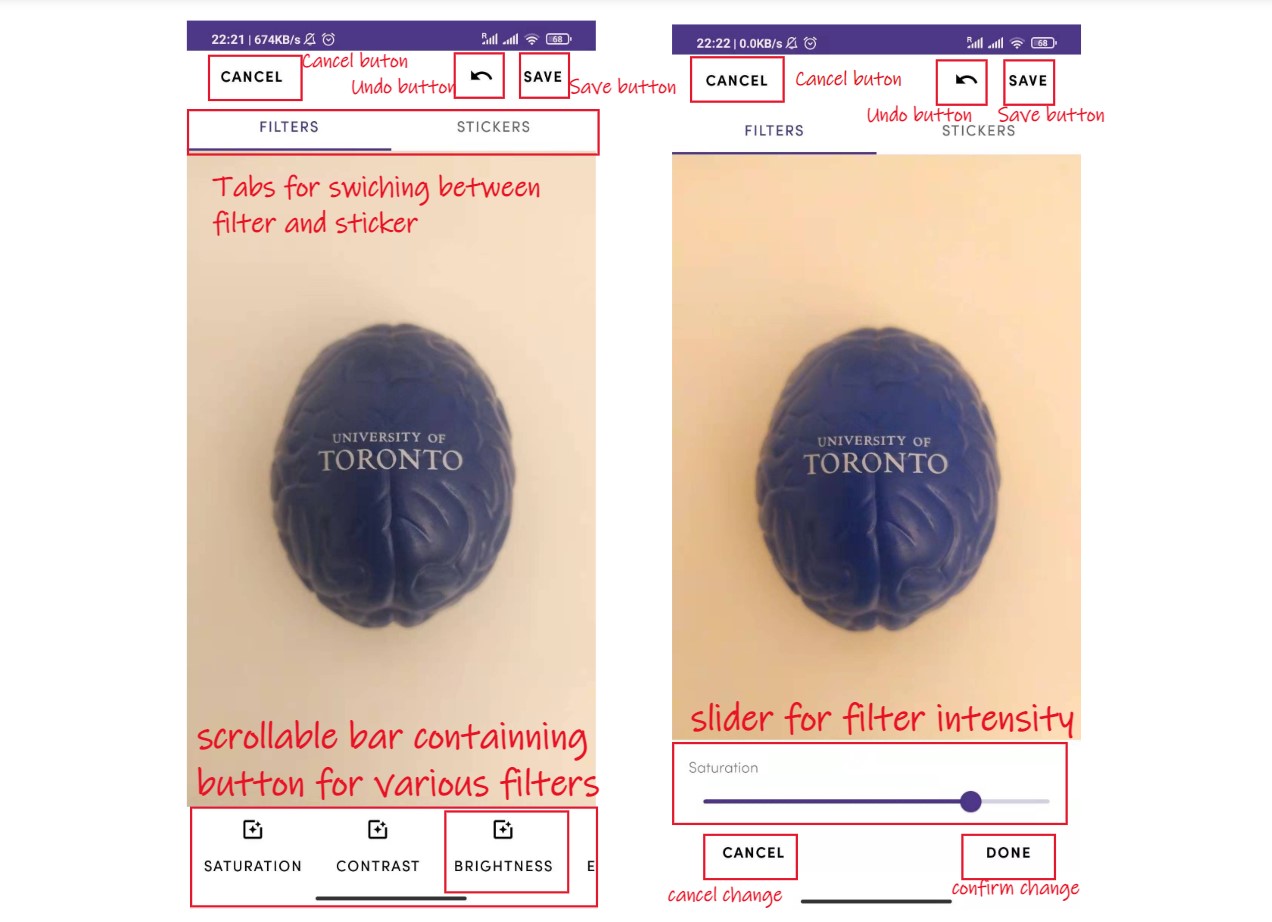 22:21 | 674KB/s
68
CANCEL
Cancel buton
Undo button
SAVE
Save button
FILTERS
STICKERS
Tabs for swiching between
filter and sticker
UNIVERSITY OF
TORONTO
scrollable bar containning
button for various filters
SATURATION
CONTRAST
BRIGHTNESS
E
22:22 | 0.0KB/s
R
68
CANCEL
Cancel buton
SAVE
Undo button
Save button
FILTERS
STICKERS
UNIVERSITY OF
TORONTO
slider for filter intensity
Saturation
CANCEL
DONE
cancel change
confirm change